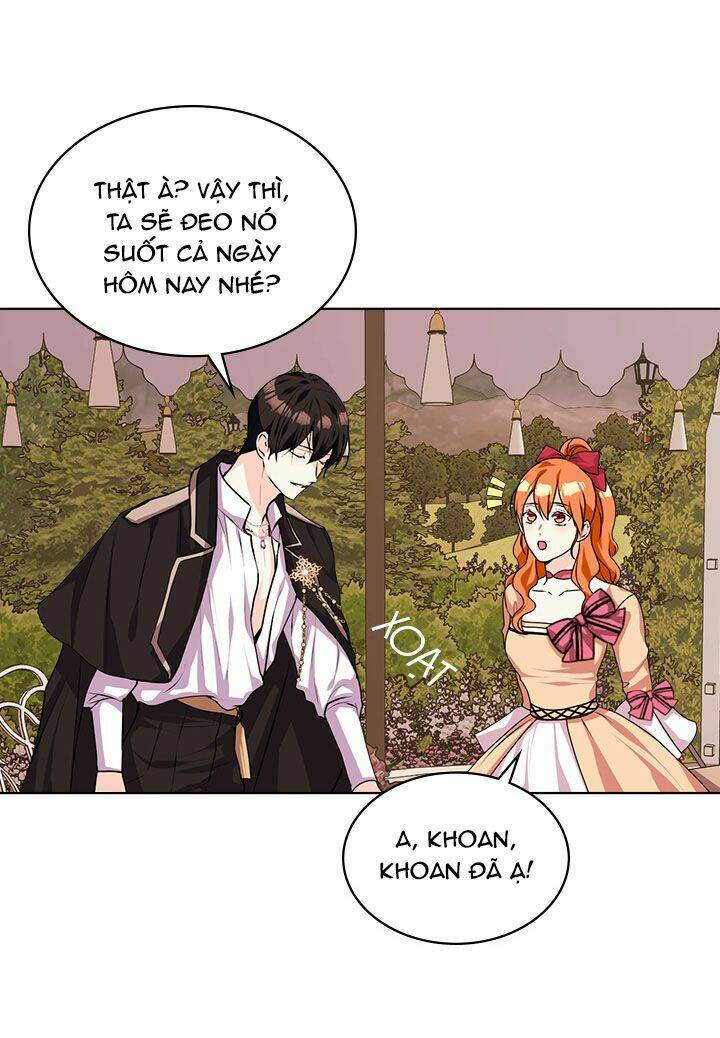 THẬT À? VẬY THÌ,
TA SẼ ĐEO NÓ
SUỐT CẢ NGÀY
HÔM NAY NHÉ?
XOẠT
A, KHOAN,
KHOAN ĐÃ Ạ!